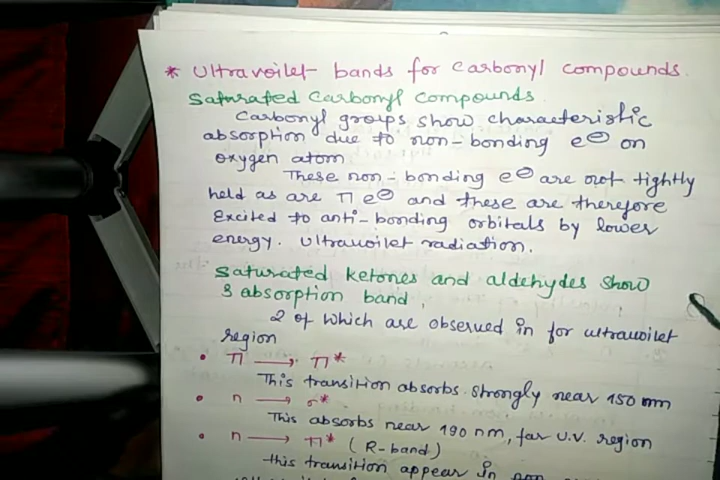 * Ultravoilet bands for Carbonyl compounds.
Saturated Carbonyl Compounds
Carbonyl groups show characteristic
absorption due to non-bonding e⊖ on
oxygen atom
These non-bonding e⊖ are not tightly
held as are π e⊖ and these are therefore
Excited to anti-bonding orbitals by lower
energy. Ultravoilet radiation.
Saturated ketones and aldehydes show
3 absorption band,
2 of which are observed in for ultravoilet
region
• π → π*
This transition absorbs strongly near 150 nm
• n → σ*
This absorbs near 190 nm, far U.V. region
• n → π* (R-band)
this transition appear in